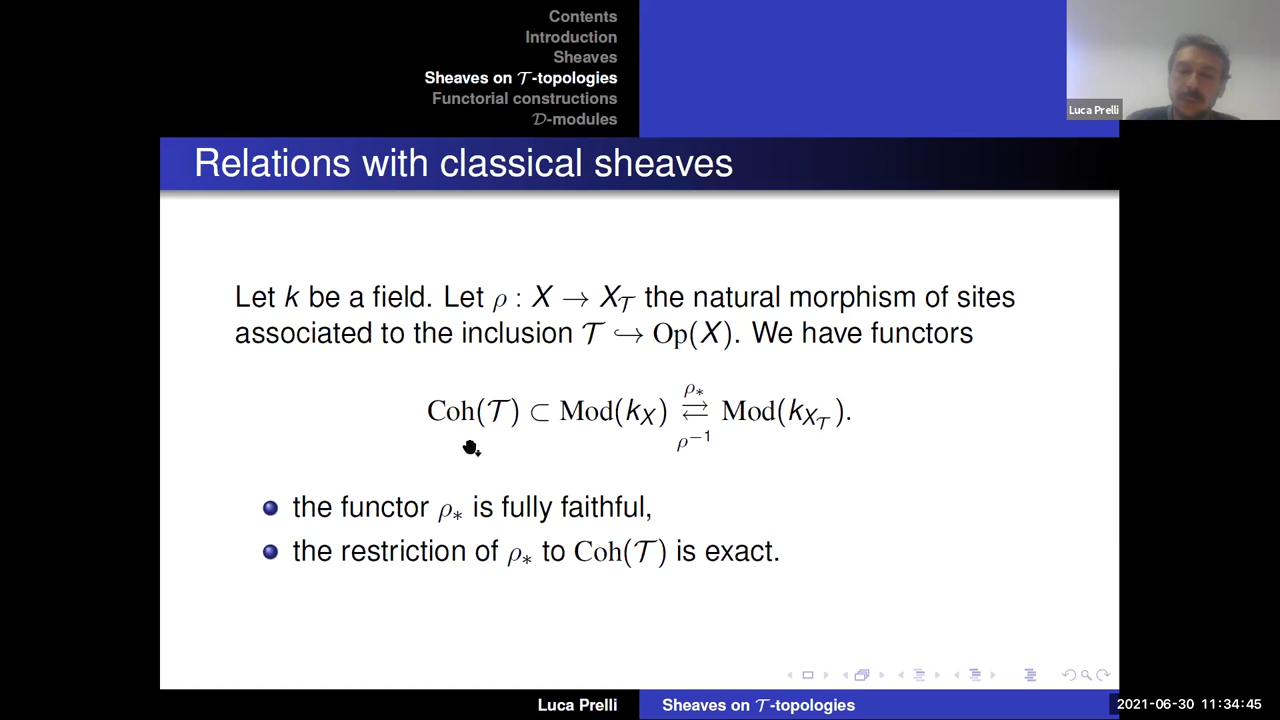 Contents
Introduction
Sheaves
Sheaves on 𝒯-topologies
Functorial constructions
𝒟-modules
Luca Prelli
Relations with classical sheaves
Let k be a field. Let ρ : X → X_𝒯 the natural morphism of sites
associated to the inclusion 𝒯 ↪ Op(X). We have functors
ρ_*
Coh(𝒯) ⊂ Mod(k_X) ⇄ Mod(k_{X_𝒯}).
ρ^{-1}
the functor ρ_* is fully faithful,
the restriction of ρ_* to Coh(𝒯) is exact.
Luca Prelli
Sheaves on 𝒯-topologies
2021-06-30 11:34:45